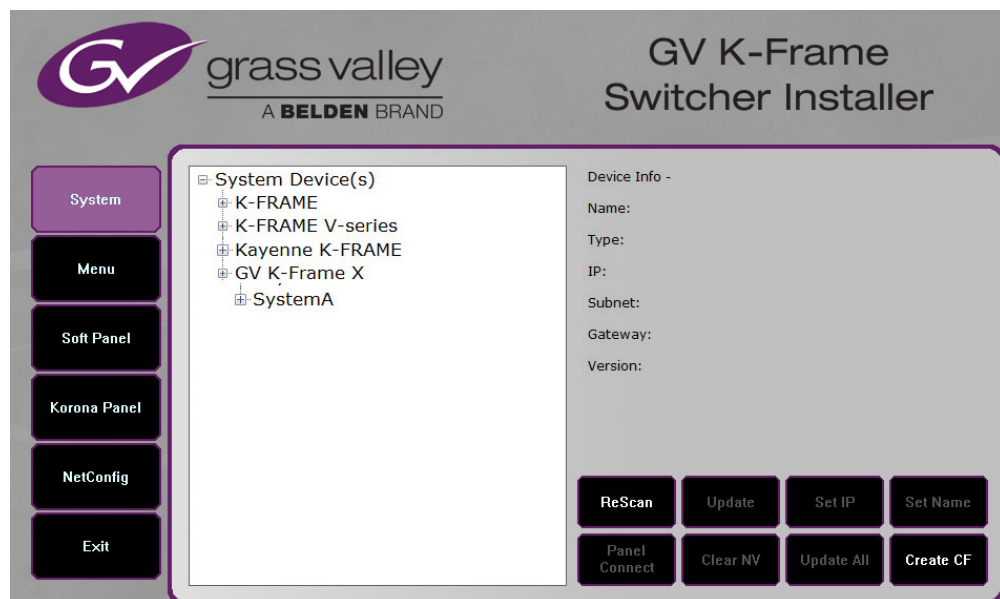 GV
grass valley
A BELDEN BRAND
GV K-Frame
Switcher Installer
System
Menu
Soft Panel
Korona Panel
NetConfig
Exit
System Device(s)
K-FRAME
K-FRAME V-series
Kayenne K-FRAME
GV K-Frame X
SystemA
Device Info -
Name:
Type:
IP:
Subnet:
Gateway:
Version:
ReScan
Update
Set IP
Set Name
Panel
Connect
Clear NV
Update All
Create CF